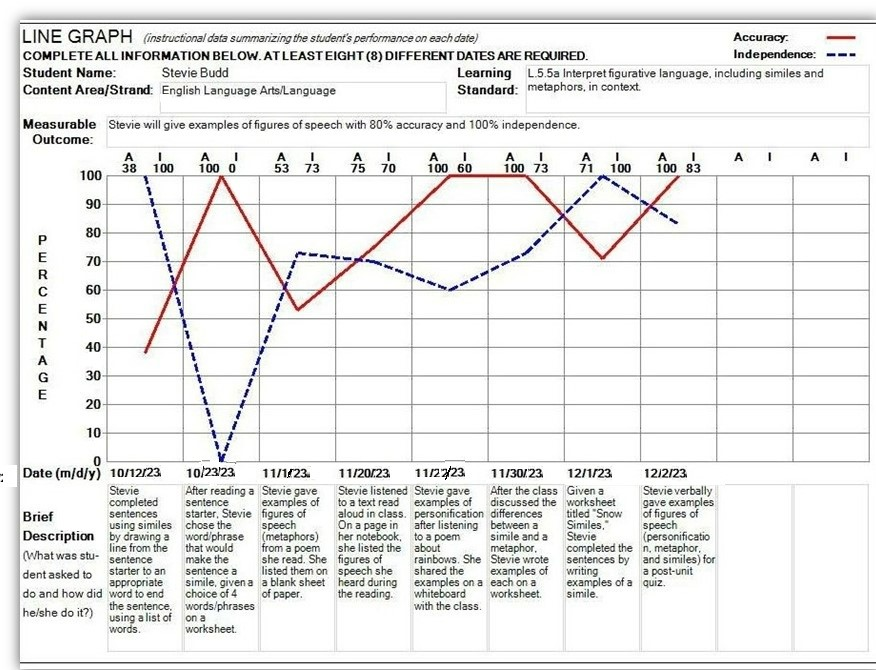 LINE GRAPH (instructional data summarizing the student's performance on each date)
Accuracy:
COMPLETE ALL INFORMATION BELOW. AT LEAST EIGHT (8) DIFFERENT DATES ARE REQUIRED.
Independence:
Student Name: Stevie Budd
Content Area/Strand: English Language Arts/Language
Learning
Standard:
L.5.5a Interpret figurative language, including similes and
metaphors, in context.
Measurable
Outcome:
Stevie will give examples of figures of speech with 80% accuracy and 100% independence.
A I A I A I A I A I A I A I A I A I A I
38 100 100 0 53 73 75 70 100 60 100 73 71 100 100 83
PERCENTAGE
100
90
80
70
60
50
40
30
20
10
0
Date (m/d/y) 10/12/23 10/23/23 11/1/23 11/20/23 11/27/23 11/30/23 12/1/23 12/2/23
Brief
Description
(What was stu-
dent asked to
do and how did
he/she do it?)
Stevie
completed
sentences
using similes
by drawing a
line from the
sentence
starter to an
appropriate
word to end
the sentence,
using a list of
words.
After reading a
sentence
starter, Stevie
chose the
word/phrase
that would
make the
sentence a
simile, given a
choice of 4
words/phrases
on a
worksheet.
Stevie gave
examples of
figures of
speech
(metaphors)
from a poem
she read. She
listed them on
a blank sheet
of paper.
Stevie listened
to a text read
aloud in class.
On a page in
her notebook,
she listed the
figures of
speech she
heard during
the reading.
Stevie gave
examples of
personification
after listening
to a poem
about
rainbows. She
shared the
examples on a
whiteboard
with the class.
After the class
discussed the
differences
between a
simile and a
metaphor,
Stevie wrote
examples of
each on a
worksheet.
Given a
worksheet
titled "Snow
Similes,"
Stevie
completed the
sentences by
writing
examples of a
simile.
Stevie verbally
gave examples
of figures of
speech
(personificatio
n, metaphor,
and similes) for
a post-unit
quiz.